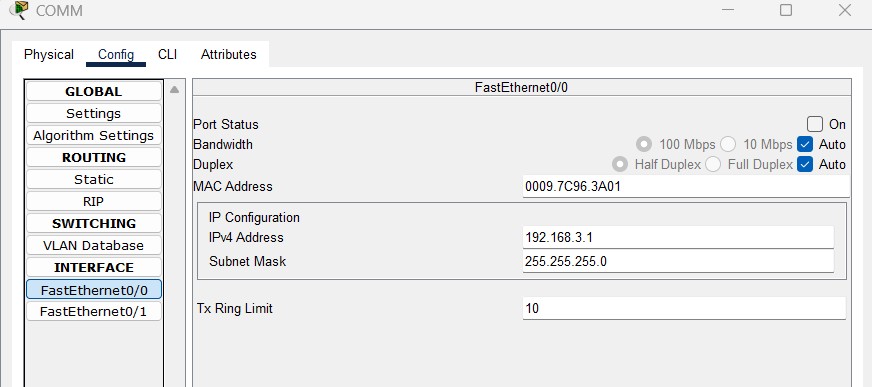 COMM
Physical Config CLI Attributes
GLOBAL
Settings
Algorithm Settings
ROUTING
Static
RIP
SWITCHING
VLAN Database
INTERFACE
FastEthernet0/0
FastEthernet0/1
FastEthernet0/0
Port Status On
Bandwidth 100 Mbps 10 Mbps Auto
Duplex Half Duplex Full Duplex Auto
MAC Address 0009.7C96.3A01
IP Configuration
IPv4 Address 192.168.3.1
Subnet Mask 255.255.255.0
Tx Ring Limit 10